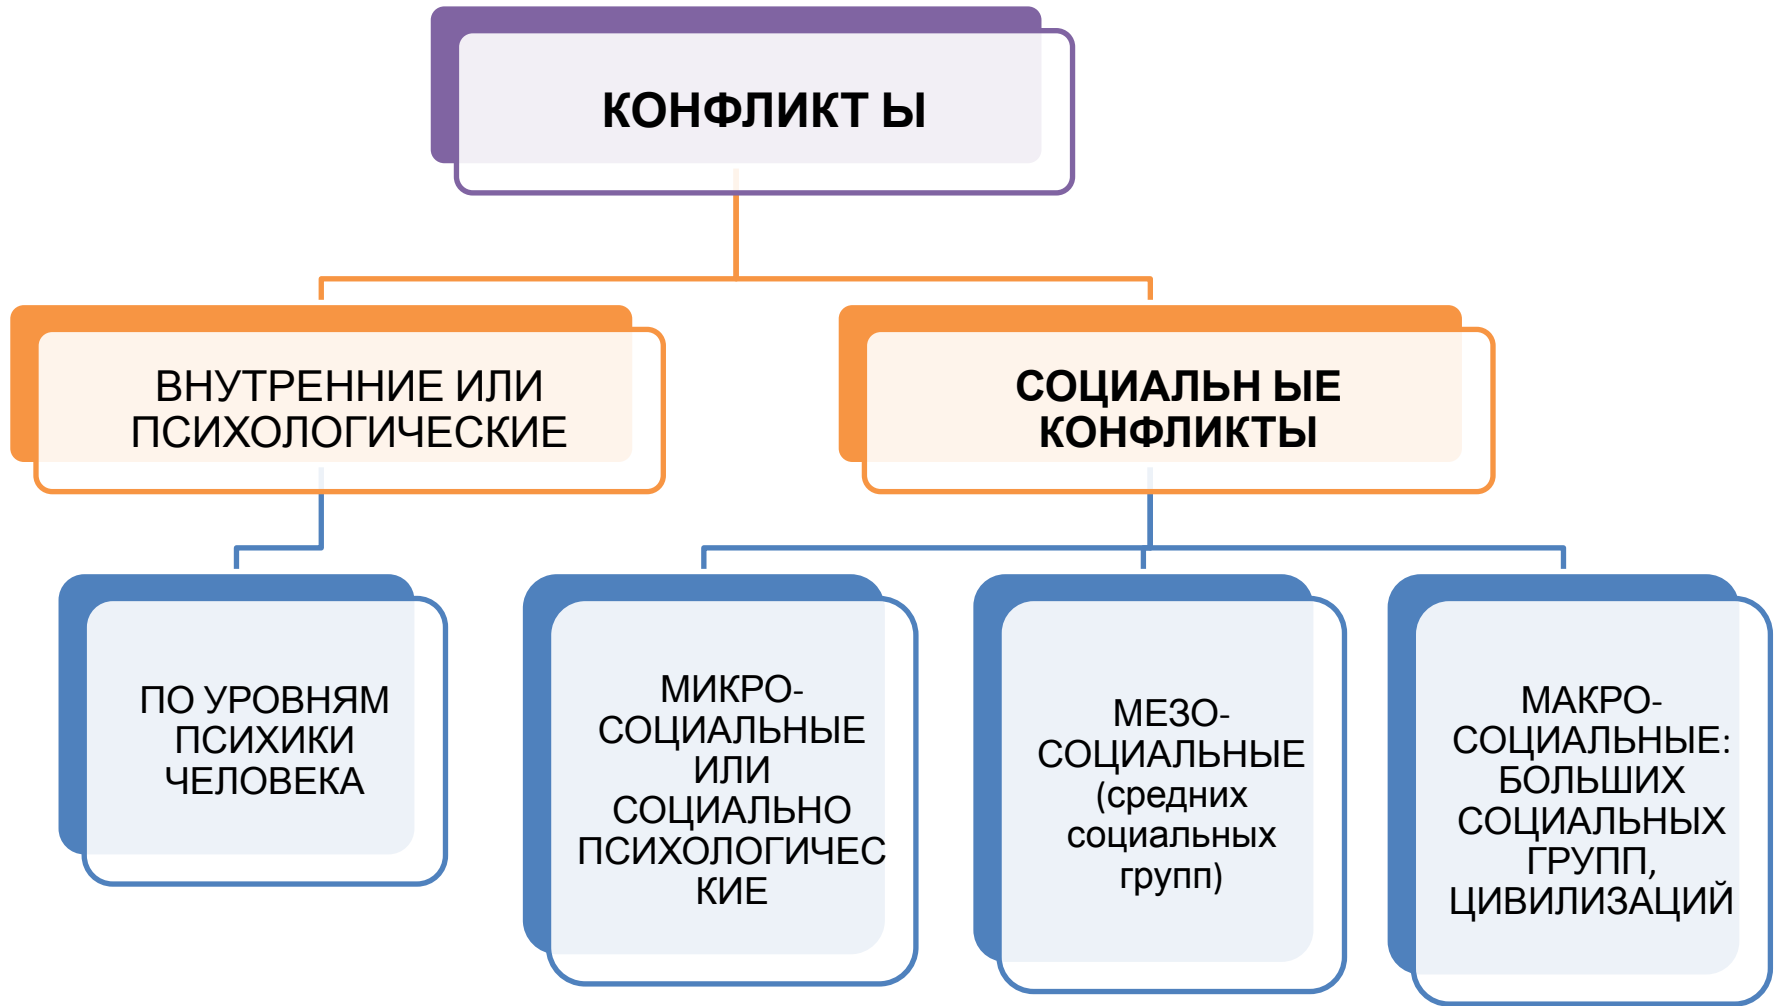 КОНФЛИКТ Ы
ВНУТРЕННИЕ ИЛИ
ПСИХОЛОГИЧЕСКИЕ
СОЦИАЛЬН ЫЕ
КОНФЛИКТЫ
ПО УРОВНЯМ
ПСИХИКИ
ЧЕЛОВЕКА
МИКРО-
СОЦИАЛЬНЫЕ
ИЛИ
СОЦИАЛЬНО
ПСИХОЛОГИЧЕС
КИЕ
МЕЗО-
СОЦИАЛЬНЫЕ
(средних
социальных
групп)
МАКРО-
СОЦИАЛЬНЫЕ:
БОЛЬШИХ
СОЦИАЛЬНЫХ
ГРУПП,
ЦИВИЛИЗАЦИЙ